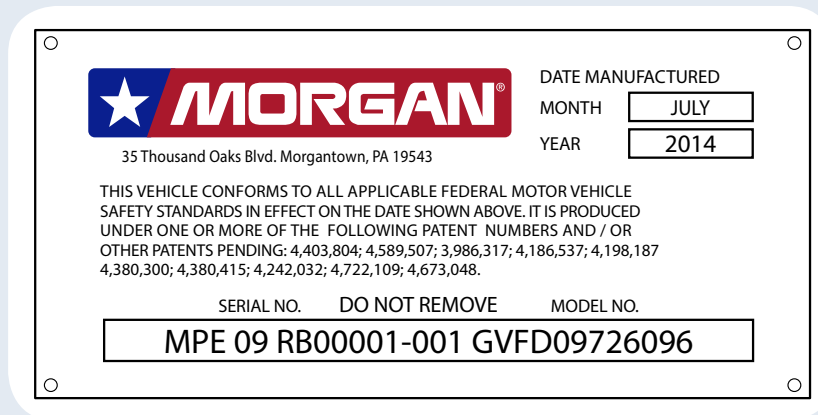 MORGAN®
35 Thousand Oaks Blvd. Morgantown, PA 19543
DATE MANUFACTURED
MONTH JULY
YEAR 2014
THIS VEHICLE CONFORMS TO ALL APPLICABLE FEDERAL MOTOR VEHICLE
SAFETY STANDARDS IN EFFECT ON THE DATE SHOWN ABOVE. IT IS PRODUCED
UNDER ONE OR MORE OF THE FOLLOWING PATENT NUMBERS AND / OR
OTHER PATENTS PENDING: 4,403,804; 4,589,507; 3,986,317; 4,186,537; 4,198,187
4,380,300; 4,380,415; 4,242,032; 4,722,109; 4,673,048.
SERIAL NO. DO NOT REMOVE MODEL NO.
MPE 09 RB00001-001 GVFD09726096